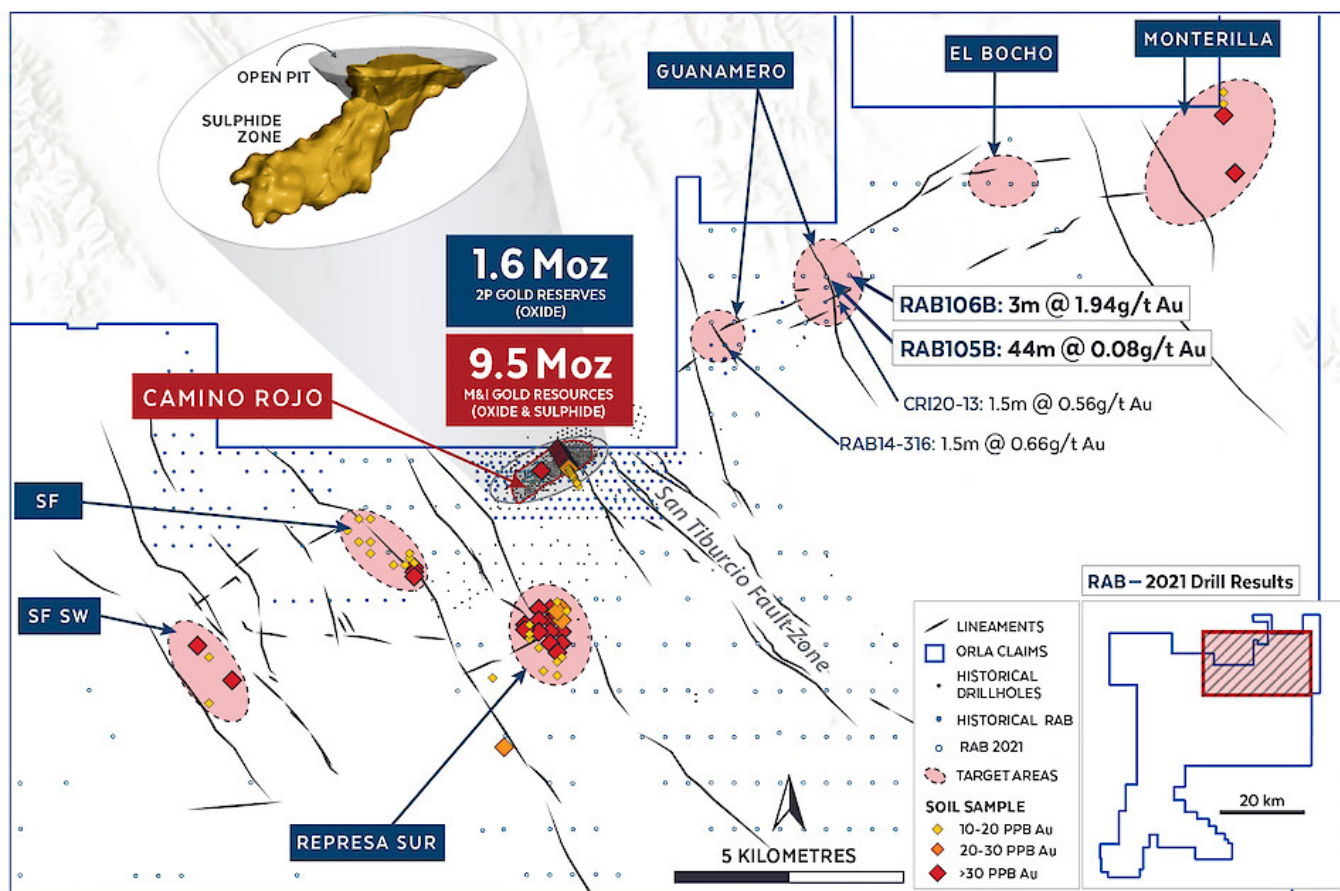 OPEN PIT
SULPHIDE
ZONE
GUANAMERO
EL BOCHO
MONTERILLA
1.6 Moz
2P GOLD RESERVES
(OXIDE)
9.5 Moz
M&I GOLD RESOURCES
(OXIDE & SULPHIDE)
CAMINO ROJO
RAB106B: 3m @ 1.94g/t Au
RAB105B: 44m @ 0.08g/t Au
CRI20-13: 1.5m @ 0.56g/t Au
RAB14-316: 1.5m @ 0.66g/t Au
SF
SF SW
San Tiburcio Fault-Zone
REPRESA SUR
5 KILOMETRES
LINEAMENTS
ORLA CLAIMS
HISTORICAL
DRILLHOLES
HISTORICAL RAB
RAB 2021
TARGET AREAS
SOIL SAMPLE
10-20 PPB Au
20-30 PPB Au
>30 PPB Au
RAB – 2021 Drill Results
20 km